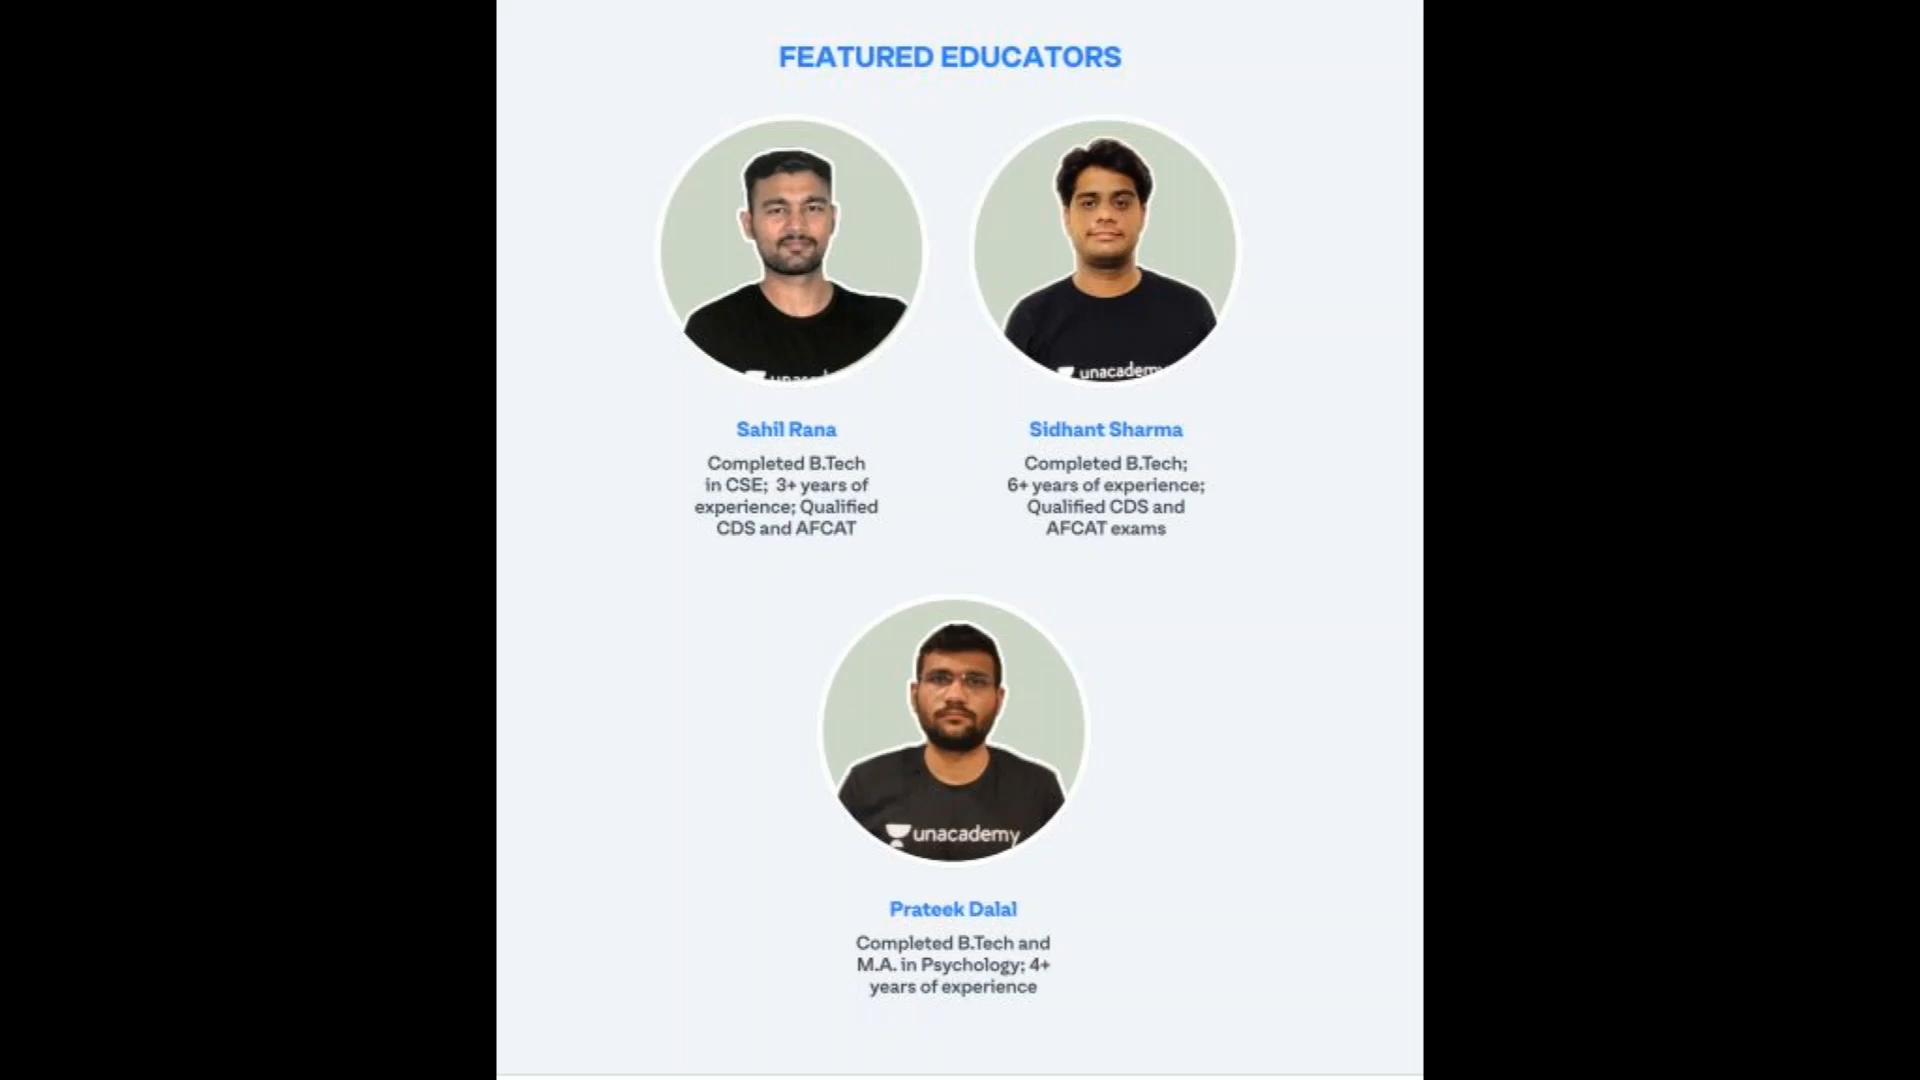 FEATURED EDUCATORS
unacademy
Sahil Rana
Completed B.Tech
in CSE; 3+ years of
experience; Qualified
CDS and AFCAT
Sidhant Sharma
Completed B.Tech;
6+ years of experience;
Qualified CDS and
AFCAT exams
unacademy
Prateek Dalal
Completed B.Tech and
M.A. in Psychology; 4+
years of experience